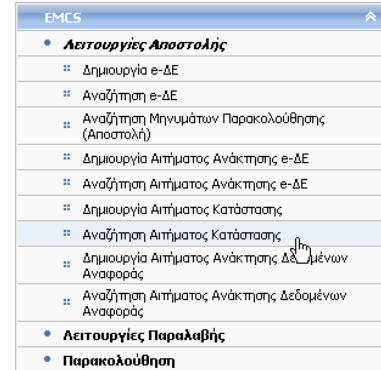 EMCS
Λειτουργίες Αποστολής
Δημιουργία e-ΔΕ
Αναζήτηση e-ΔΕ
Αναζήτηση Μηνυμάτων Παρακολούθησης
(Αποστολή)
Δημιουργία Αιτήματος Ανάκτησης e-ΔΕ
Αναζήτηση Αιτήματος Ανάκτησης e-ΔΕ
Δημιουργία Αιτήματος Κατάστασης
Αναζήτηση Αιτήματος Κατάστασης
Δημιουργία Αιτήματος Ανάκτησης Δεδομένων
Αναφοράς
Αναζήτηση Αιτήματος Ανάκτησης Δεδομένων
Αναφοράς
Λειτουργίες Παραλαβής
Παρακολούθηση